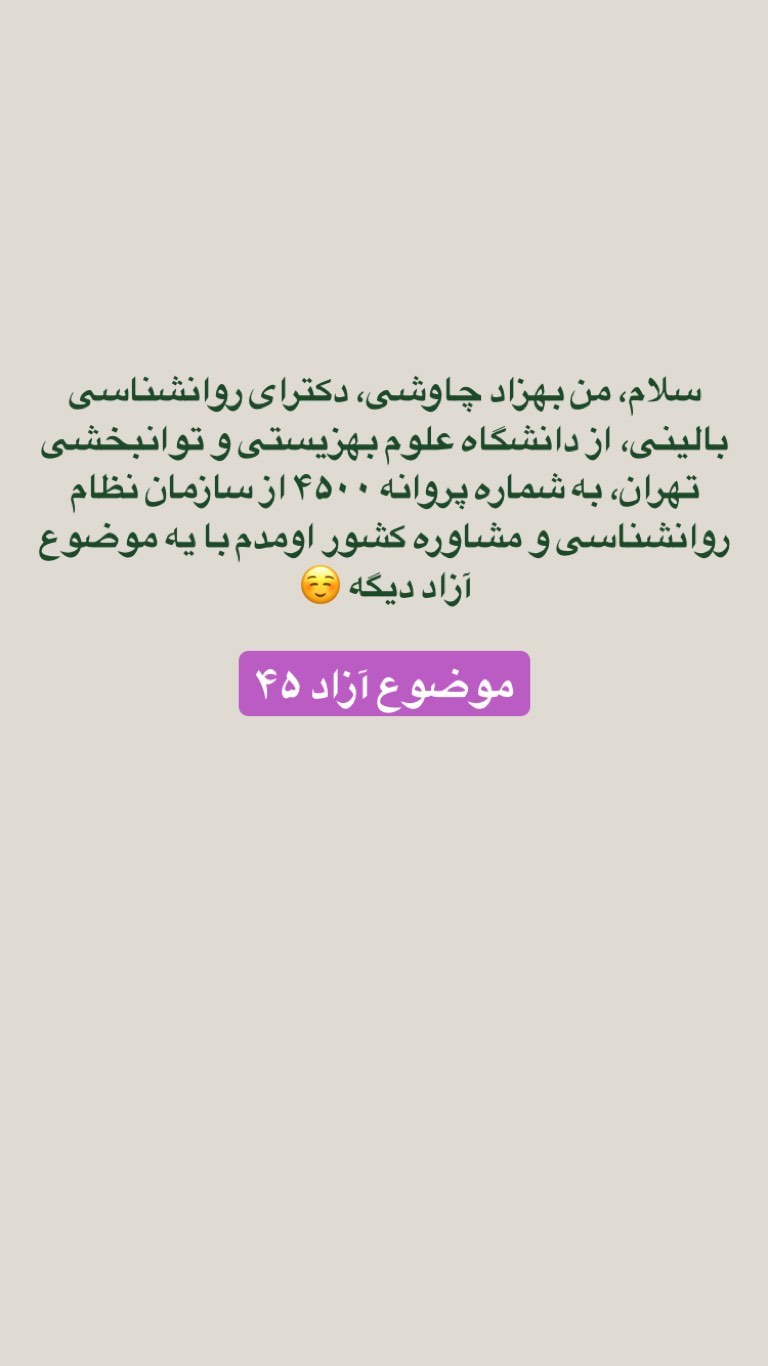 سلام، من بهزاد چاوشی، دکترای روانشناسی
بالینی، از دانشگاه علوم بهزیستی و توانبخشی
تهران، به شماره پروانه ۴۵۰۰ از سازمان نظام
روانشناسی و مشاوره کشور اومدم با یه موضوع
آزاد دیگه ☺️
موضوع آزاد ۴۵